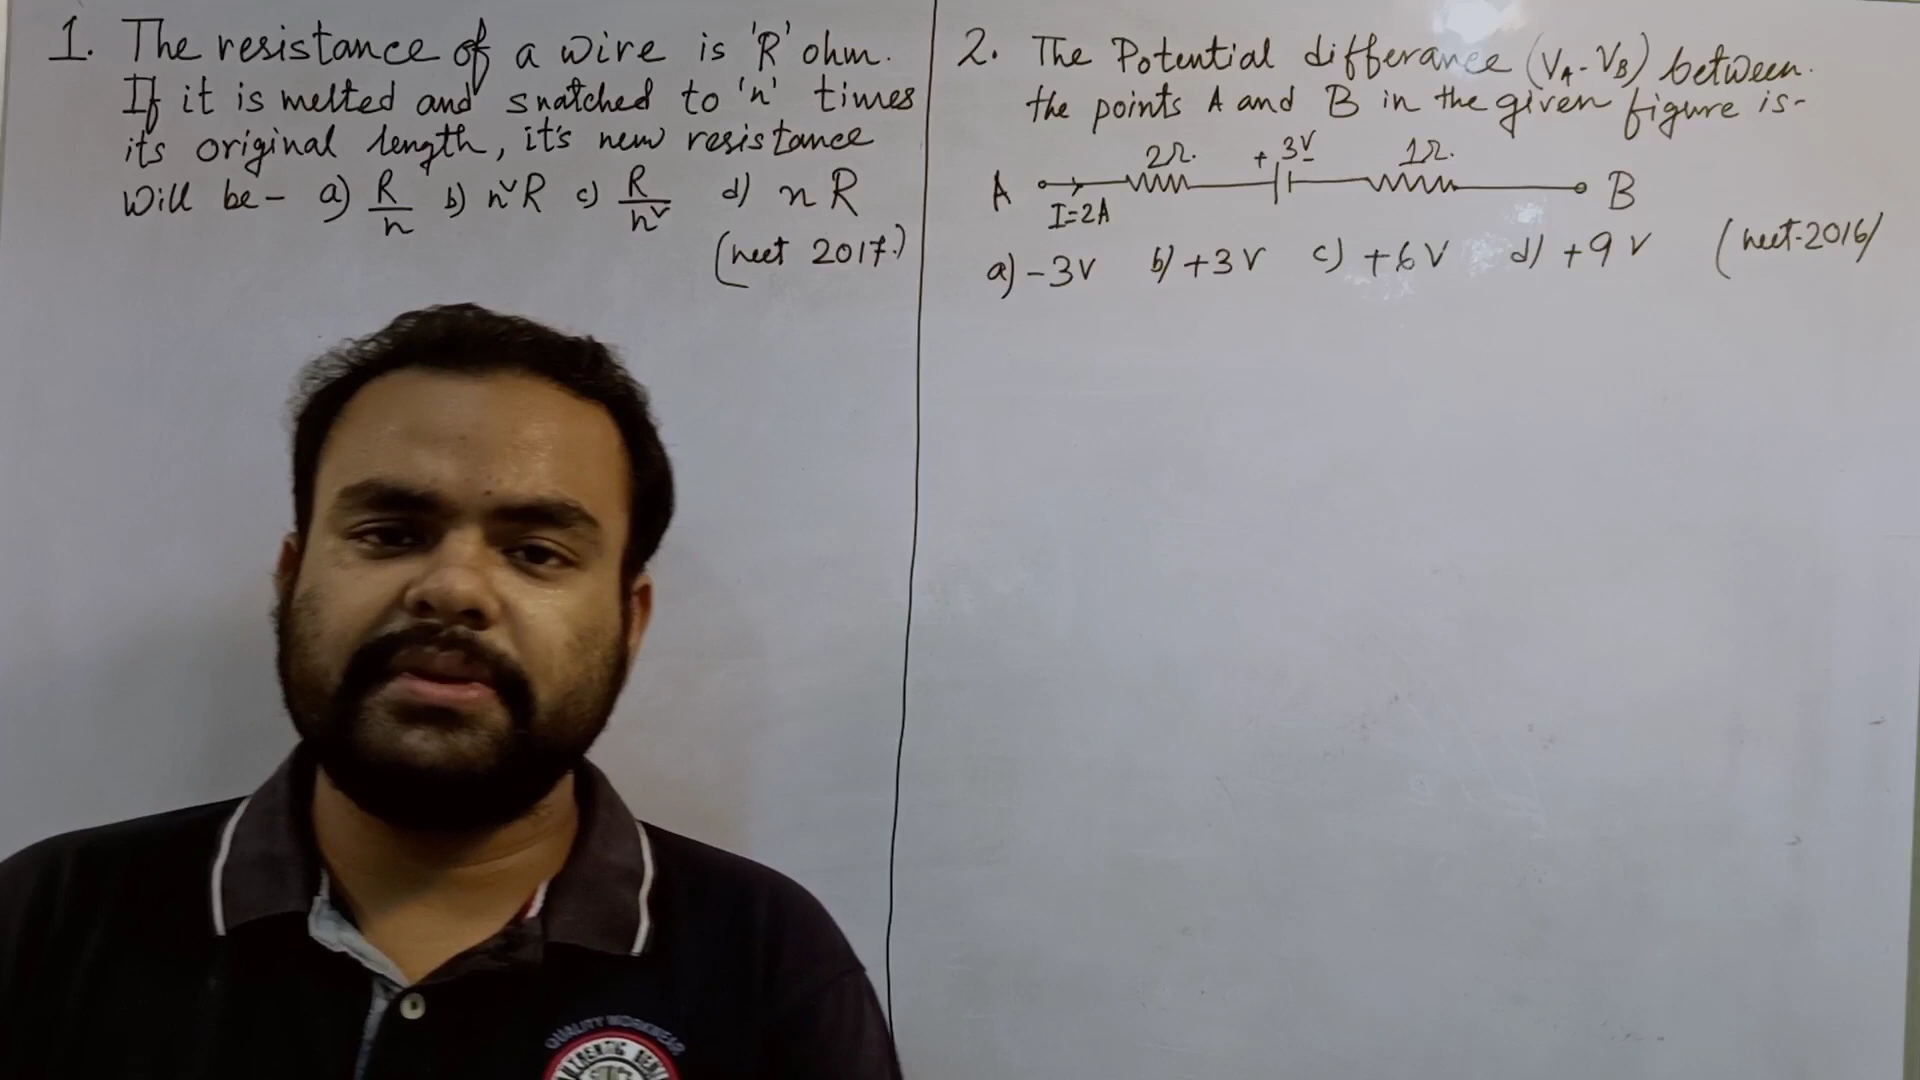 1. The resistance of a wire is 'R' ohm.
If it is melted and snatched to 'n' times
its original length, it's new resistance
Will be - a) R/n b) n²R c) R/n² d) nR
(neet 2017)
2. The Potential differance (VA - VB) between
the points A and B in the given figure is-
2Ω + 3V 1Ω
A B
I=2A
a) -3V b) +3V c) +6V d) +9V (neet-2016)
QUALITY WORKWEAR